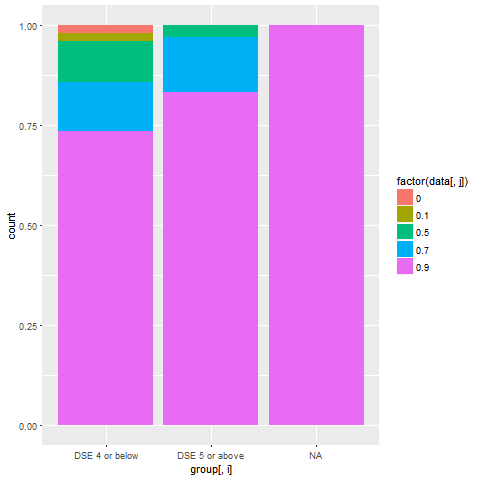 1.00
0.75
0.50
0.25
0.00
count
DSE 4 or below
DSE 5 or above
NA
group[, i]
factor(data[, j])
0
0.1
0.5
0.7
0.9